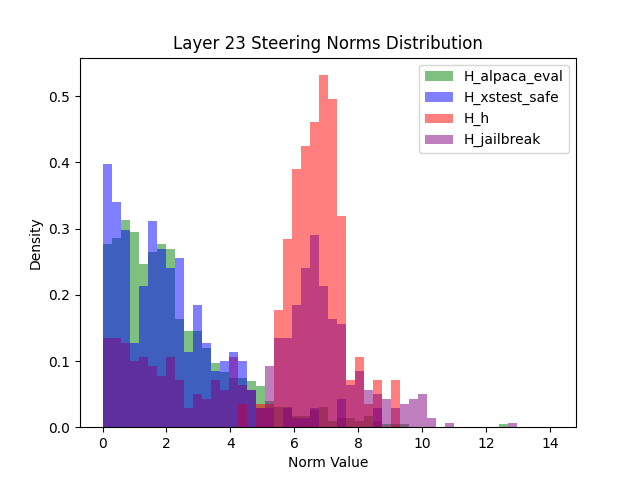 Layer 23 Steering Norms Distribution
H_alpaca_eval
H_xstest_safe
H_h
H_jailbreak
0.5
0.4
0.3
0.2
0.1
0.0
Density
0 2 4 6 8 10 12 14
Norm Value